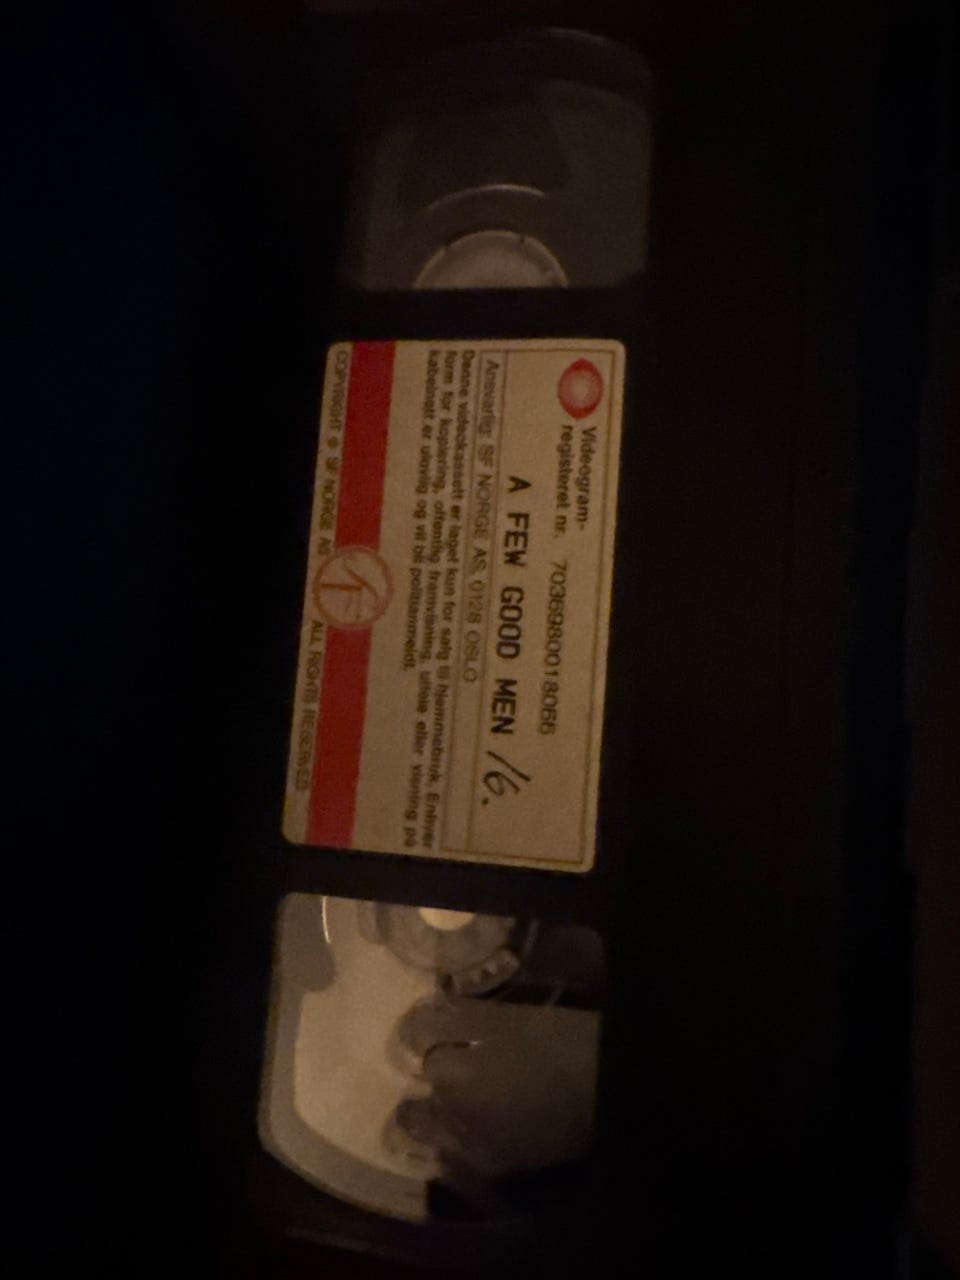 Videogram-
registeret nr. 7036980018066
A FEW GOOD MEN 16.
Ansvarlig: SF NORGE AS, 0128 OSLO
Denne videokassett er laget kun for salg til hjemmebruk. Enhver
form for kopiering, offentlig fremvisning, utleie eller visning på
kabelnett er ulovlig og vil bli politianmeldt.
COPYRIGHT © SF NORGE AS ALL RIGHTS RESERVED